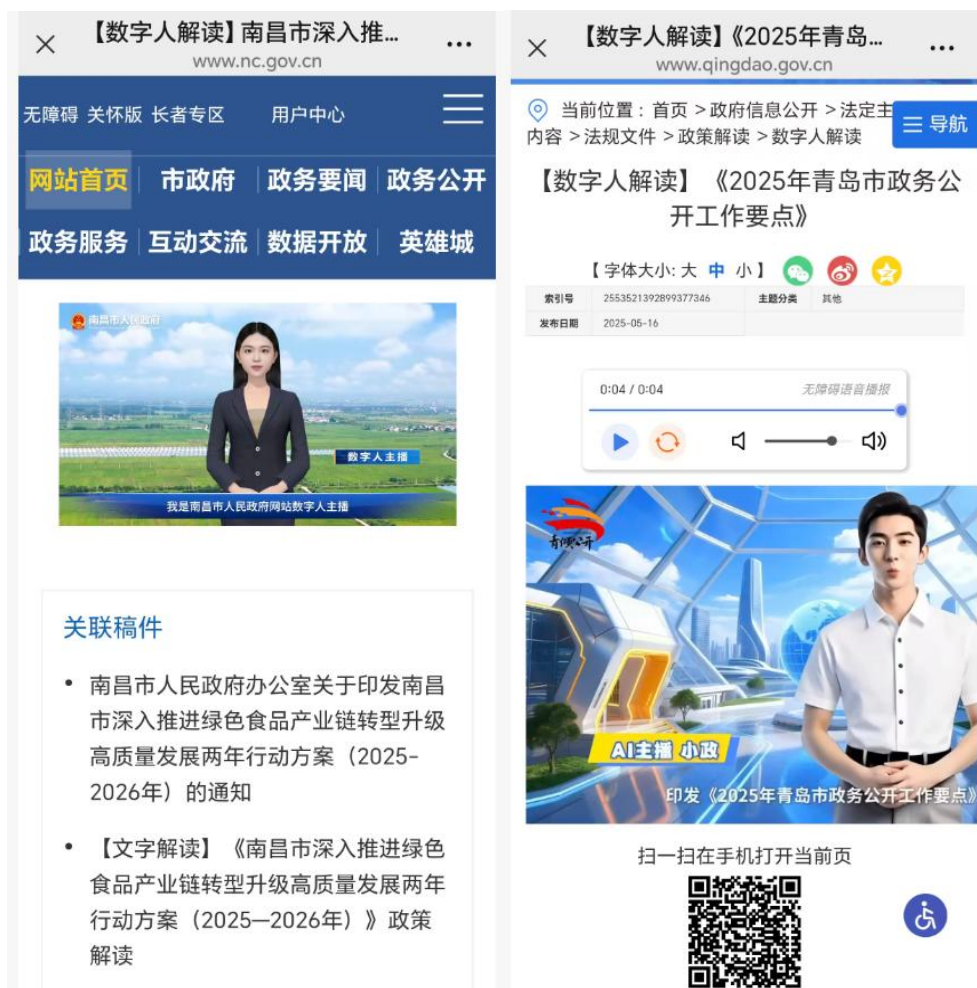 【数字人解读】南昌市深入推...
www.nc.gov.cn
无障碍 关怀版 长者专区 用户中心
网站首页 市政府 政务要闻 政务公开
政务服务 互动交流 数据开放 英雄城
南昌市人民政府
数字人主播
我是南昌市人民政府网站数字人主播
关联稿件
• 南昌市人民政府办公室关于印发南昌
市深入推进绿色食品产业链转型升级
高质量发展两年行动方案（2025-
2026年）的通知
• 【文字解读】《南昌市深入推进绿色
食品产业链转型升级高质量发展两年
行动方案（2025—2026年）》政策
解读
【数字人解读】《2025年青岛...
www.qingdao.gov.cn
当前位置：首页 >政府信息公开 >法定主
内容 >法规文件 >政策解读 >数字人解读
导航
【数字人解读】《2025年青岛市政务公
开工作要点》
【 字体大小: 大 中 小 】
索引号 2553521392899377346 主题分类 其他
发布日期 2025-05-16
0:04 / 0:04 无障碍语音播报
青倾公开
AI主播 小政
印发《2025年青岛市政务公开工作要点》
扫一扫在手机打开当前页